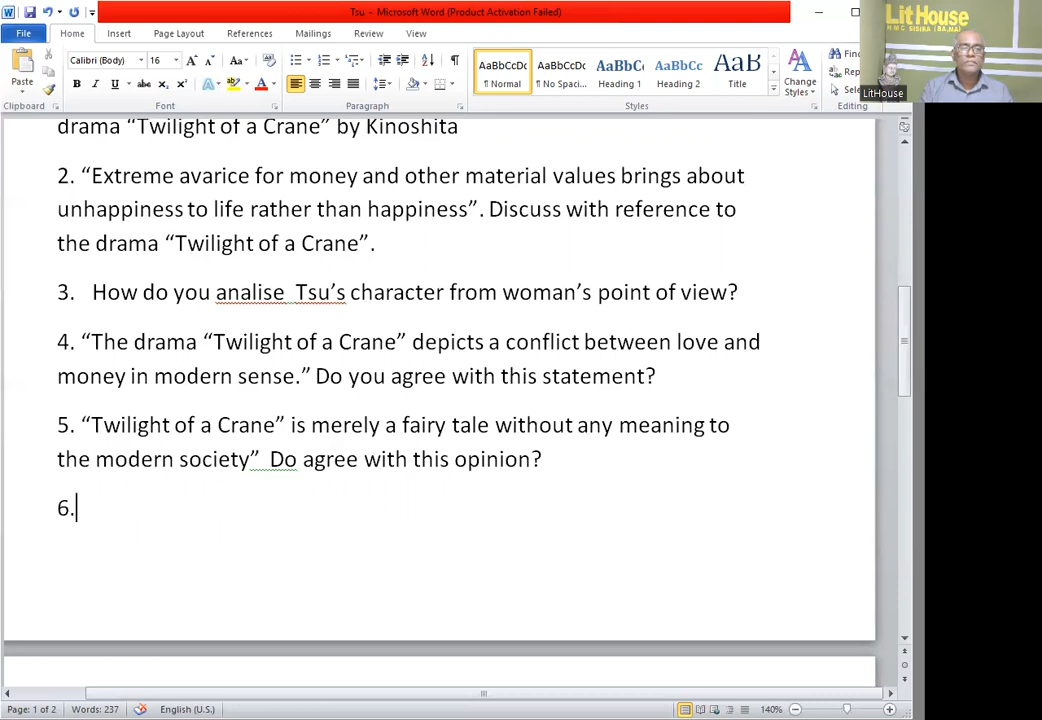 Tsu - Microsoft Word (Product Activation Failed)
File Home Insert Page Layout References Mailings Review View
Calibri (Body) 16 Aa
AaBbCcDc AaBbCcDc AaBbC AaBbCc AaB
Paste B I U abc x₂ x² A ab A
¶ Normal ¶ No Spaci... Heading 1 Heading 2 Title Change Styles
Clipboard Font Paragraph Styles Editing
Lit House
LitHouse
drama “Twilight of a Crane” by Kinoshita
2. “Extreme avarice for money and other material values brings about
unhappiness to life rather than happiness”. Discuss with reference to
the drama “Twilight of a Crane”.
3. How do you analise Tsu’s character from woman’s point of view?
4. “The drama “Twilight of a Crane” depicts a conflict between love and
money in modern sense.” Do you agree with this statement?
5. “Twilight of a Crane” is merely a fairy tale without any meaning to
the modern society” Do agree with this opinion?
6.
Page: 1 of 2 Words: 237 English (U.S.) 140%